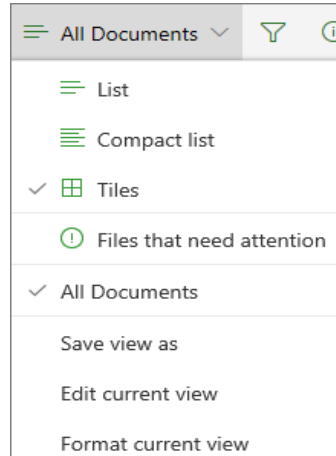 All Documents
List
Compact list
Tiles
Files that need attention
All Documents
Save view as
Edit current view
Format current view